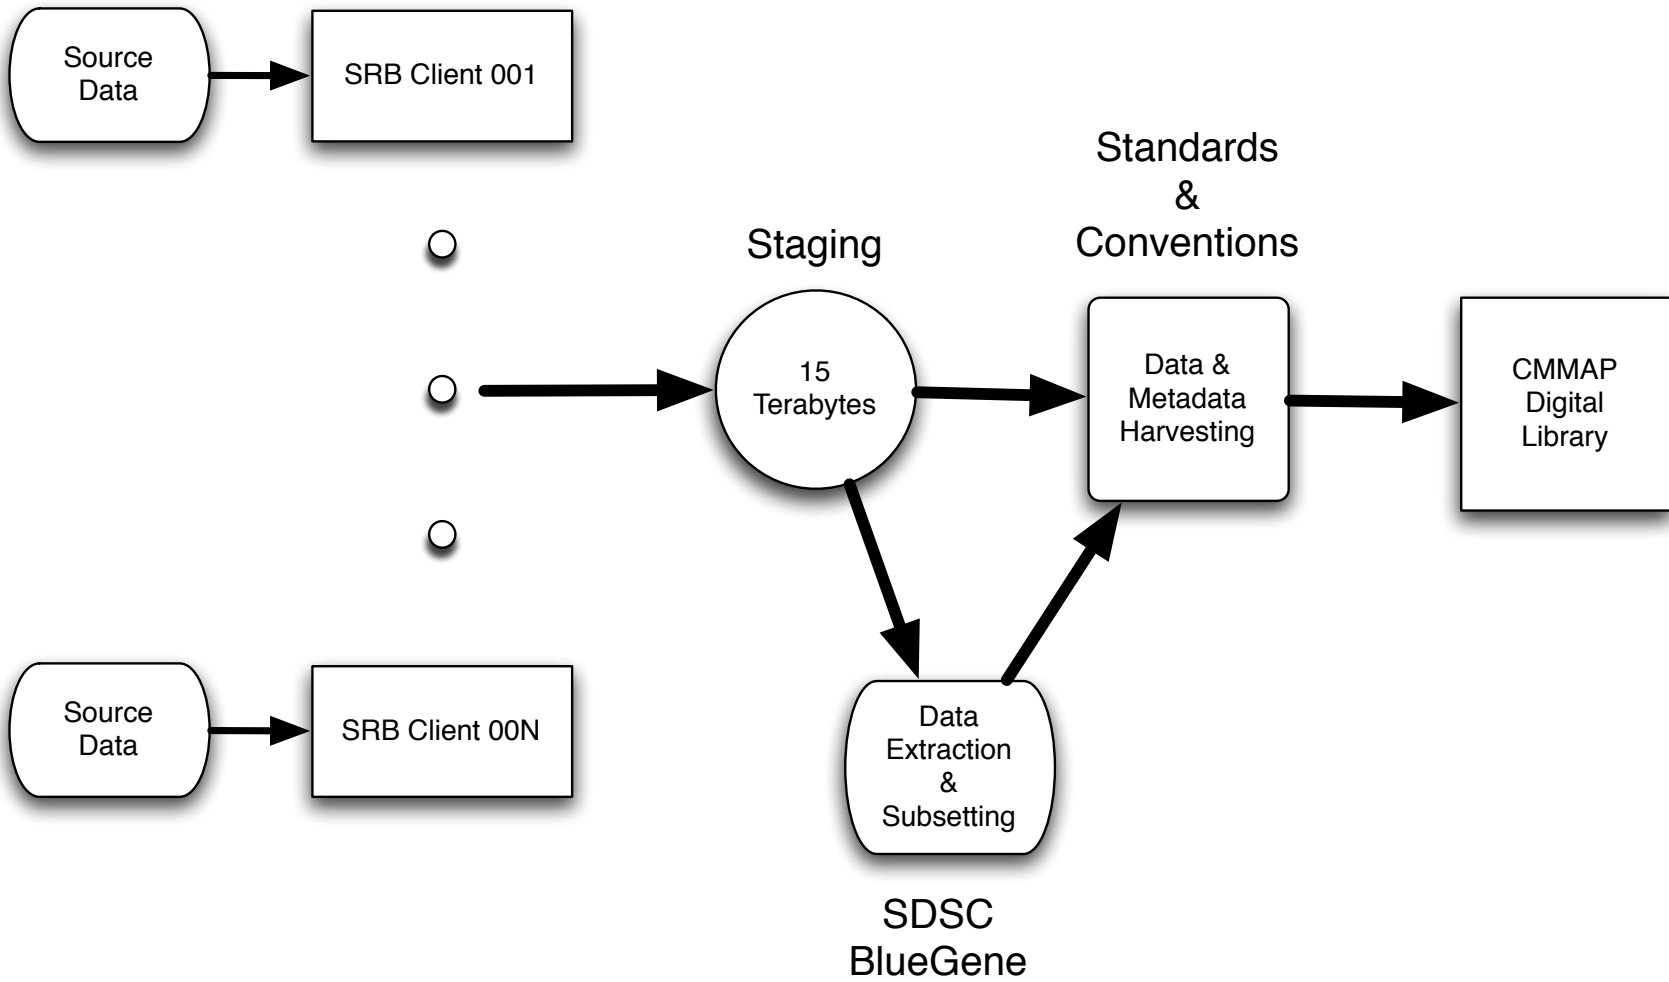 Source
Data
SRB Client 001
Standards
&
Conventions
Staging
15
Terabytes
Data &
Metadata
Harvesting
CMMAP
Digital
Library
Source
Data
SRB Client 00N
Data
Extraction
&
Subsetting
SDSC
BlueGene